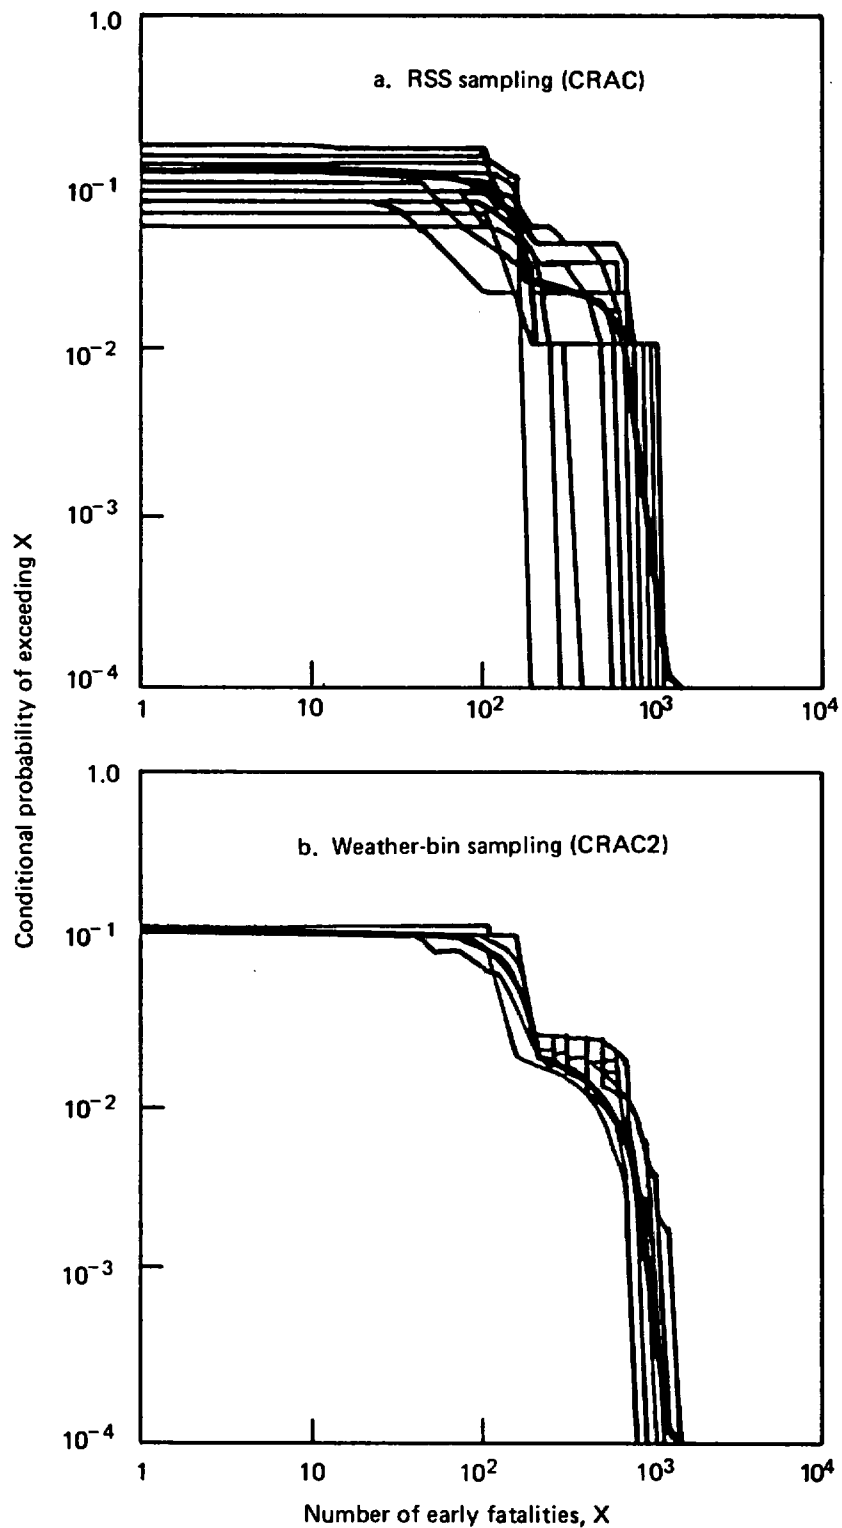 Conditional probability of exceeding X
1.0
a. RSS sampling (CRAC)
10⁻¹
10⁻²
10⁻³
10⁻⁴
1 10 10² 10³ 10⁴
1.0
b. Weather-bin sampling (CRAC2)
10⁻¹
10⁻²
10⁻³
10⁻⁴
1 10 10² 10³ 10⁴
Number of early fatalities, X